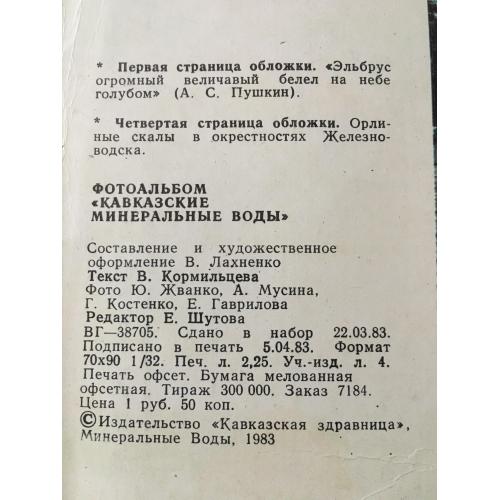 * Первая страница обложки. «Эльбрус
огромный величавый белел на небе
голубом» (А. С. Пушкин).
* Четвертая страница обложки. Орли-
ные скалы в окрестностях Железно-
водска.
ФОТОАЛЬБОМ
«КАВКАЗСКИЕ
МИНЕРАЛЬНЫЕ ВОДЫ»
Составление и художественное
оформление В. Лахненко
Текст В. Кормильцева
Фото Ю. Жванко, А. Мусина,
Г. Костенко, Е. Гаврилова
Редактор Е. Шутова
ВГ—38705. Сдано в набор 22.03.83.
Подписано в печать 5.04.83. Формат
70х90 1/32. Печ. л. 2,25. Уч.-изд. л. 4.
Печать офсет. Бумага мелованная
офсетная. Тираж 300 000. Заказ 7184.
Цена 1 руб. 50 коп.
©Издательство «Кавказская здравница»,
Минеральные Воды, 1983